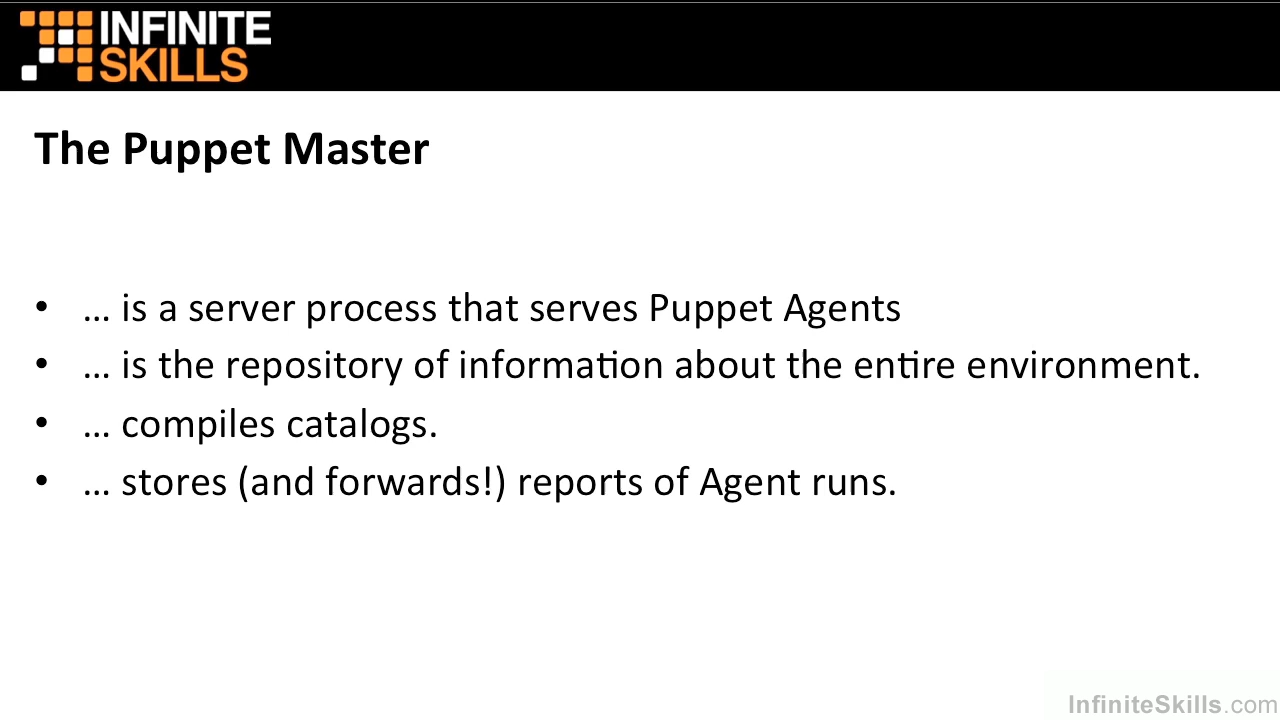 INFINITE
SKILLS
The Puppet Master
• … is a server process that serves Puppet Agents
• … is the repository of information about the entire environment.
• … compiles catalogs.
• … stores (and forwards!) reports of Agent runs.
InfiniteSkills.com